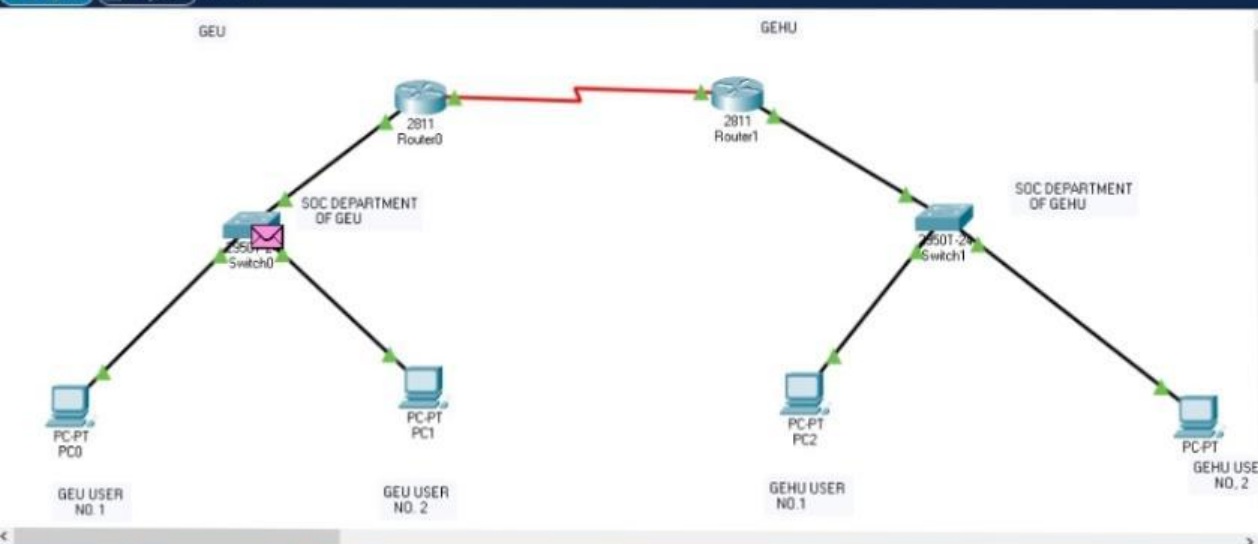 GEU
GEHU
2811
Router0
2811
Router1
SOC DEPARTMENT
OF GEU
SOC DEPARTMENT
OF GEHU
Switch0
2950T-24
Switch1
PC-PT
PC0
PC-PT
PC1
PC-PT
PC2
PC-PT
GEU USER
NO. 1
GEU USER
NO. 2
GEHU USER
NO.1
GEHU USE
NO, 2